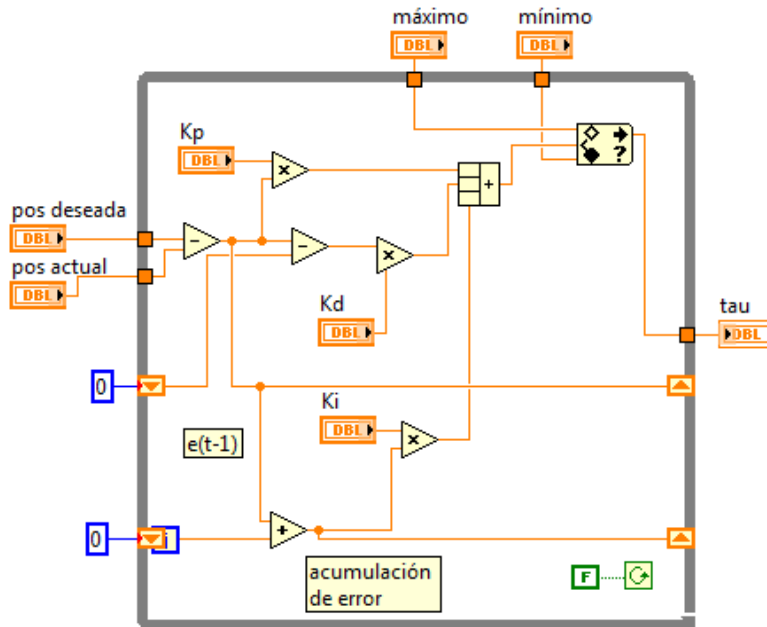 máximo
mínimo
DBL
DBL
Kp
DBL
pos deseada
DBL
pos actual
DBL
Kd
DBL
tau
DBL
0
Ki
DBL
e(t-1)
0
i
acumulación
de error
F